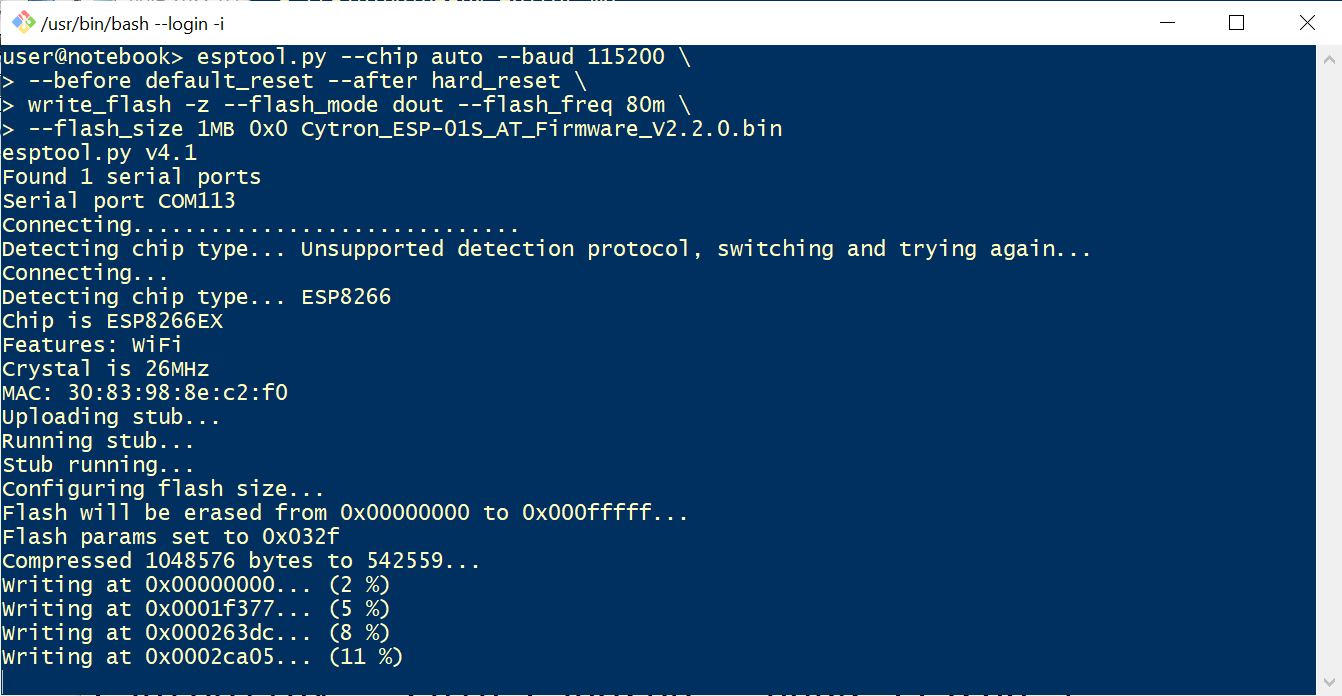 /usr/bin/bash --login -i
user@notebook> esptool.py --chip auto --baud 115200 \
> --before default_reset --after hard_reset \
> write_flash -z --flash_mode dout --flash_freq 80m \
> --flash_size 1MB 0x0 Cytron_ESP-01S_AT_Firmware_V2.2.0.bin
esptool.py v4.1
Found 1 serial ports
Serial port COM113
Connecting..............................
Detecting chip type... Unsupported detection protocol, switching and trying again...
Connecting...
Detecting chip type... ESP8266
Chip is ESP8266EX
Features: WiFi
Crystal is 26MHz
MAC: 30:83:98:8e:c2:f0
Uploading stub...
Running stub...
Stub running...
Configuring flash size...
Flash will be erased from 0x00000000 to 0x000fffff...
Flash params set to 0x032f
Compressed 1048576 bytes to 542559...
Writing at 0x00000000... (2 %)
Writing at 0x0001f377... (5 %)
Writing at 0x000263dc... (8 %)
Writing at 0x0002ca05... (11 %)